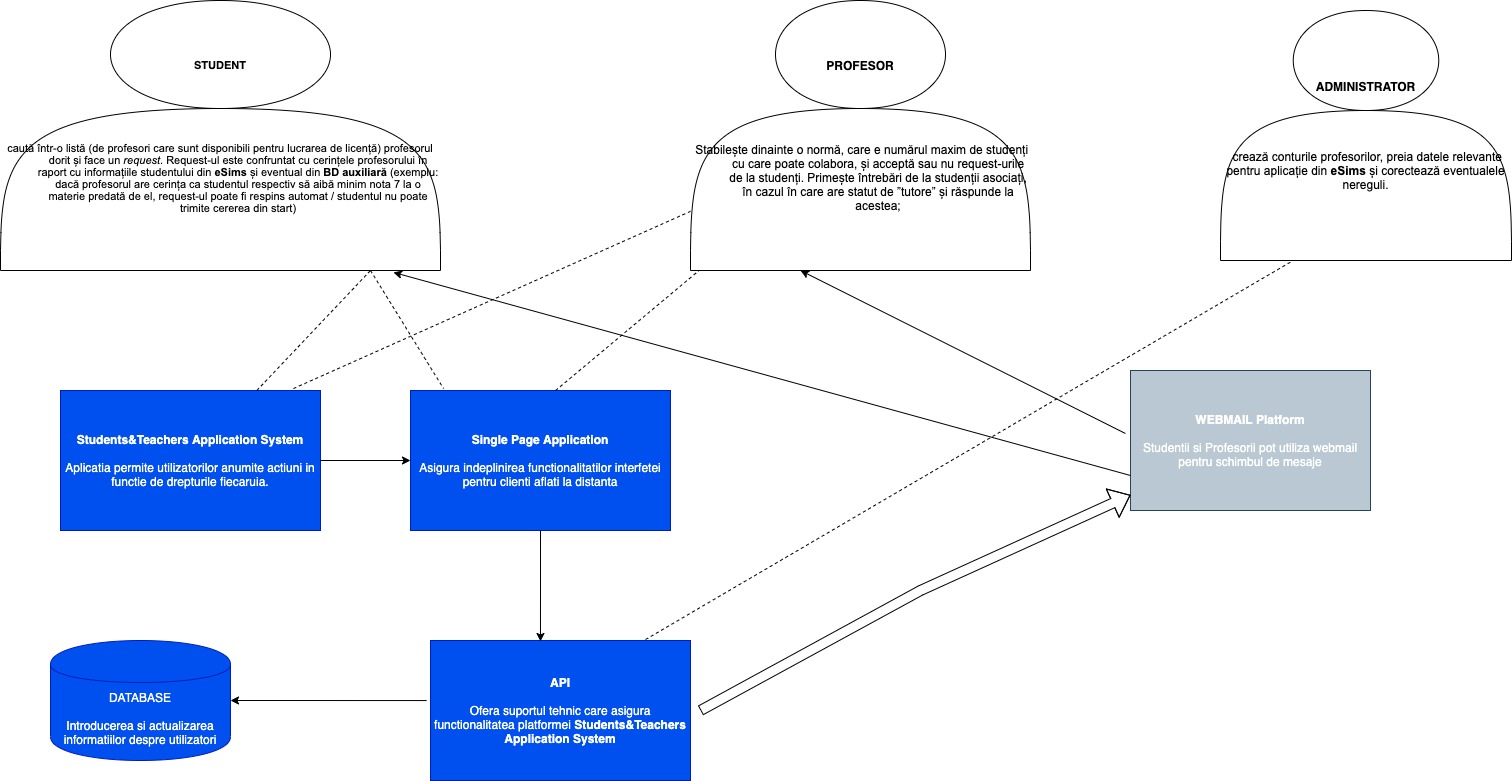 STUDENT
caută într-o listă (de profesori care sunt disponibili pentru lucrarea de licență) profesorul
dorit și face un request. Request-ul este confruntat cu cerințele profesorului în
raport cu informațiile studentului din eSims și eventual din BD auxiliară (exemplu:
dacă profesorul are cerința ca studentul respectiv să aibă minim nota 7 la o
materie predată de el, request-ul poate fi respins automat / studentul nu poate
trimite cererea din start)
PROFESOR
Stabilește dinainte o normă, care e numărul maxim de studenți
cu care poate colabora, și acceptă sau nu request-urile
de la studenți. Primește întrebări de la studenții asociați,
în cazul în care are statut de ”tutore” și răspunde la
acestea;
ADMINISTRATOR
crează conturile profesorilor, preia datele relevante
pentru aplicație din eSims și corectează eventualele
nereguli.
Students&Teachers Application System
Aplicatia permite utilizatorilor anumite actiuni in
functie de drepturile fiecaruia.
Single Page Application
Asigura indeplinirea functionalitatilor interfetei
pentru clienti aflati la distanta
WEBMAIL Platform
Studentii si Profesorii pot utiliza webmail
pentru schimbul de mesaje
DATABASE
Introducerea si actualizarea
informatiilor despre utilizatori
API
Ofera suportul tehnic care asigura
functionalitatea platformei Students&Teachers
Application System